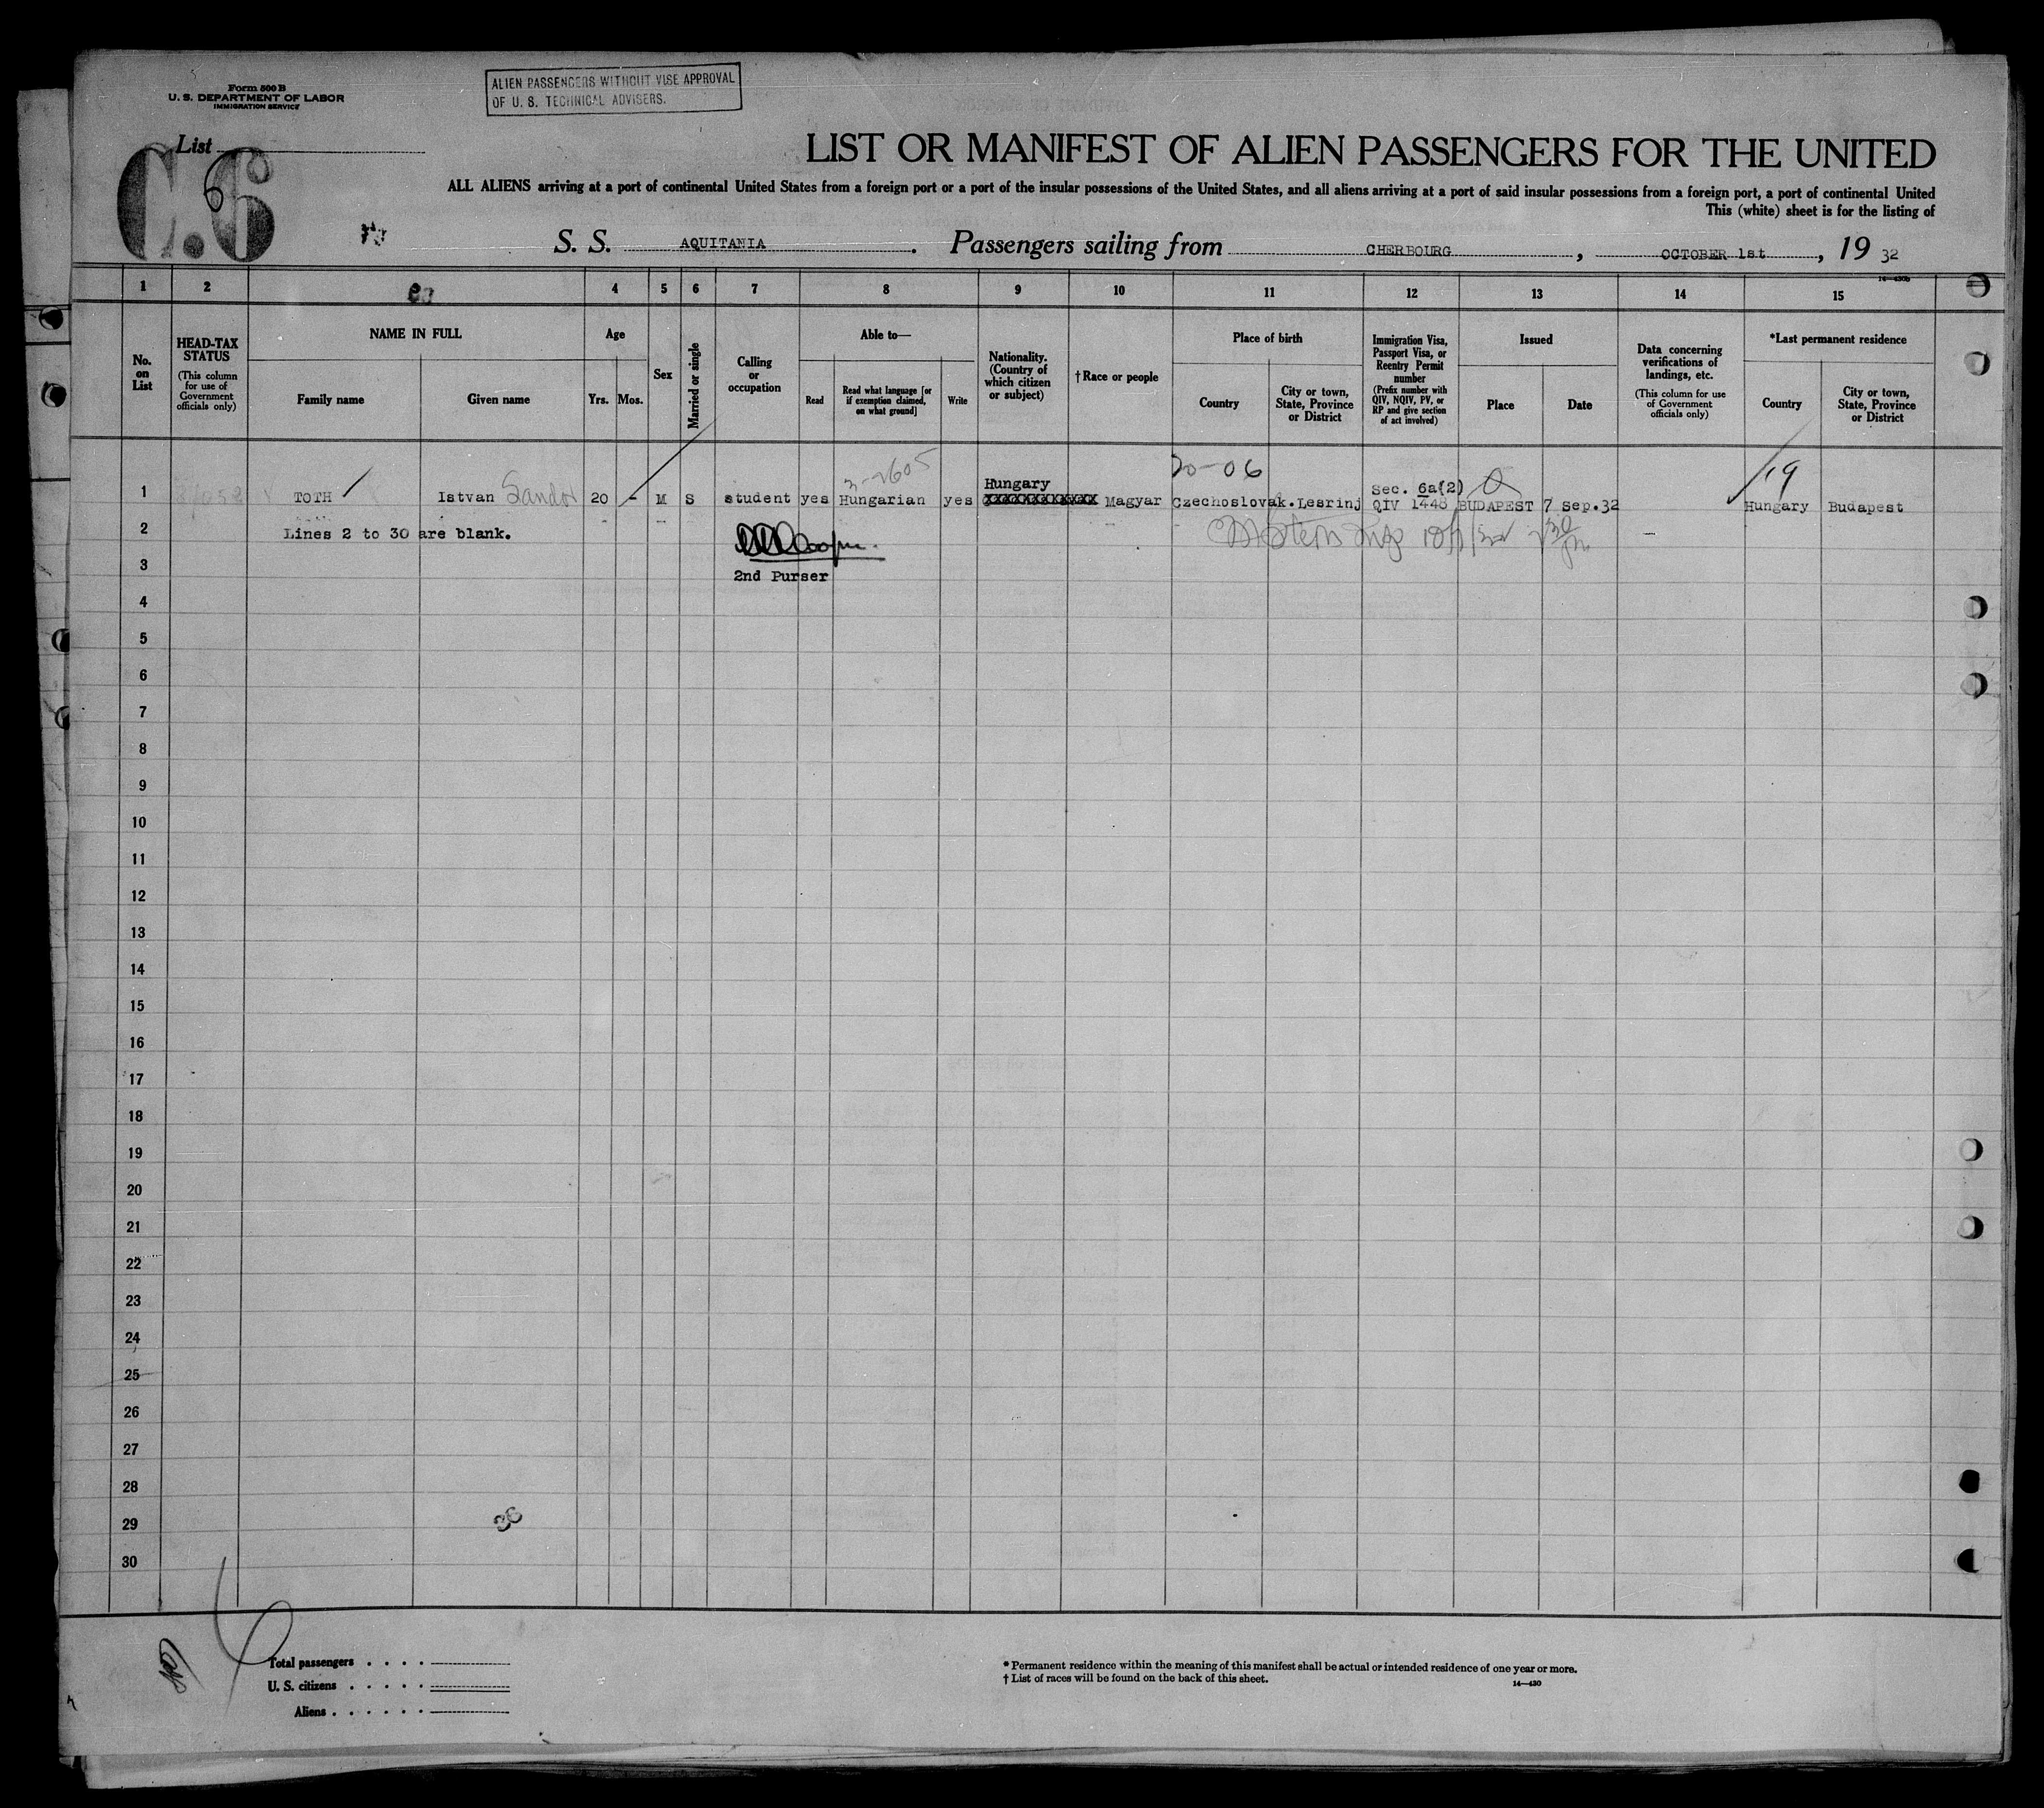 Form 500 B
U. S. DEPARTMENT OF LABOR
IMMIGRATION SERVICE
ALIEN PASSENGERS WITHOUT VISE APPROVAL
OF U. S. TECHNICAL ADVISERS.
List
C.6
6
LIST OR MANIFEST OF ALIEN PASSENGERS FOR THE UNITED
ALL ALIENS arriving at a port of continental United States from a foreign port or a port of the insular possessions of the United States, and all aliens arriving at a port of said insular possessions from a foreign port, a port of continental United
This (white) sheet is for the listing of
S. S. AQUITANIA. Passengers sailing from CHERBOURG, OCTOBER 1st, 19 32
14—430b
1 2 4 5 6 7 8 9 10 11 12 13 14 15
No. on List
HEAD-TAX STATUS (This column for use of Government officials only)
NAME IN FULL
Family name
Given name
Age
Yrs.
Mos.
Sex
Married or single
Calling or occupation
Able to—
Read
Read what language [or if exemption claimed, on what ground]
Write
Nationality. (Country of which citizen or subject)
†Race or people
Place of birth
Country
City or town, State, Province or District
Immigration Visa, Passport Visa, or Reentry Permit number (Prefix number with QIV, NQIV, PV, or RP and give section of act involved)
Issued
Place
Date
Data concerning verifications of landings, etc. (This column for use of Government officials only)
*Last permanent residence
Country
City or town, State, Province or District
3-2605
20-06
19
Hungary
Sec. 6a(2)
1 TOTH Istvan Sandor 20 - M S student yes Hungarian yes XXXXXXXXXXXXX Magyar Czechoslovak. Lesrinj QIV 1448 BUDAPEST 7 Sep.32 Hungary Budapest
2 Lines 2 to 30 are blank.
3 2nd Purser
4
5
6
7
8
9
10
11
12
13
14
15
16
17
18
19
20
21
22
23
24
25
26
27
28
29
30
36
Total passengers . . . .
U. S. citizens . . . . .
Aliens . . . . . .
* Permanent residence within the meaning of this manifest shall be actual or intended residence of one year or more.
† List of races will be found on the back of this sheet.
14—430